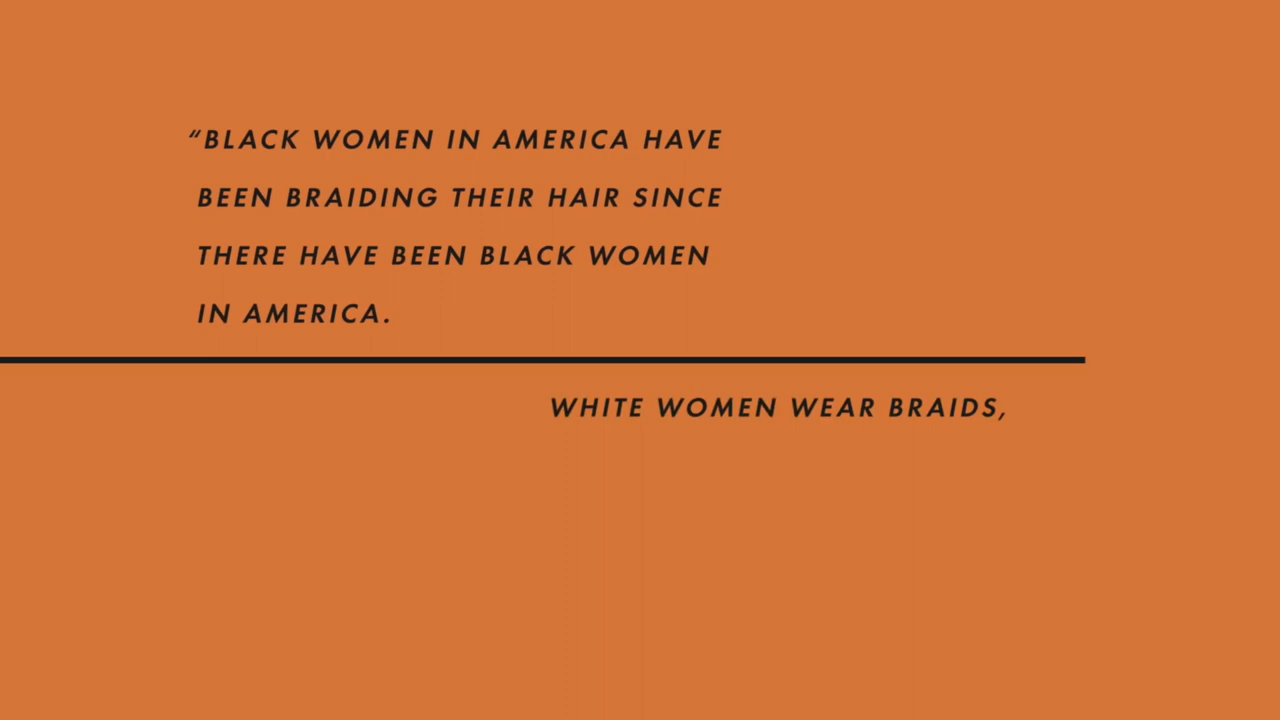 “BLACK WOMEN IN AMERICA HAVE
BEEN BRAIDING THEIR HAIR SINCE
THERE HAVE BEEN BLACK WOMEN
IN AMERICA.
WHITE WOMEN WEAR BRAIDS,